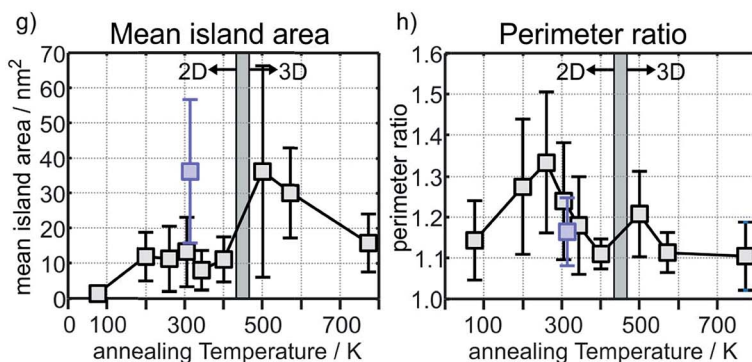 g) Mean island area
mean island area / nm²
70
60
50
40
30
20
10
0
2D 3D
0 100 300 500 700
annealing Temperature / K
h) Perimeter ratio
perimeter ratio
1.6
1.5
1.4
1.3
1.2
1.1
1.0
2D 3D
100 300 500 700
annealing Temperature / K